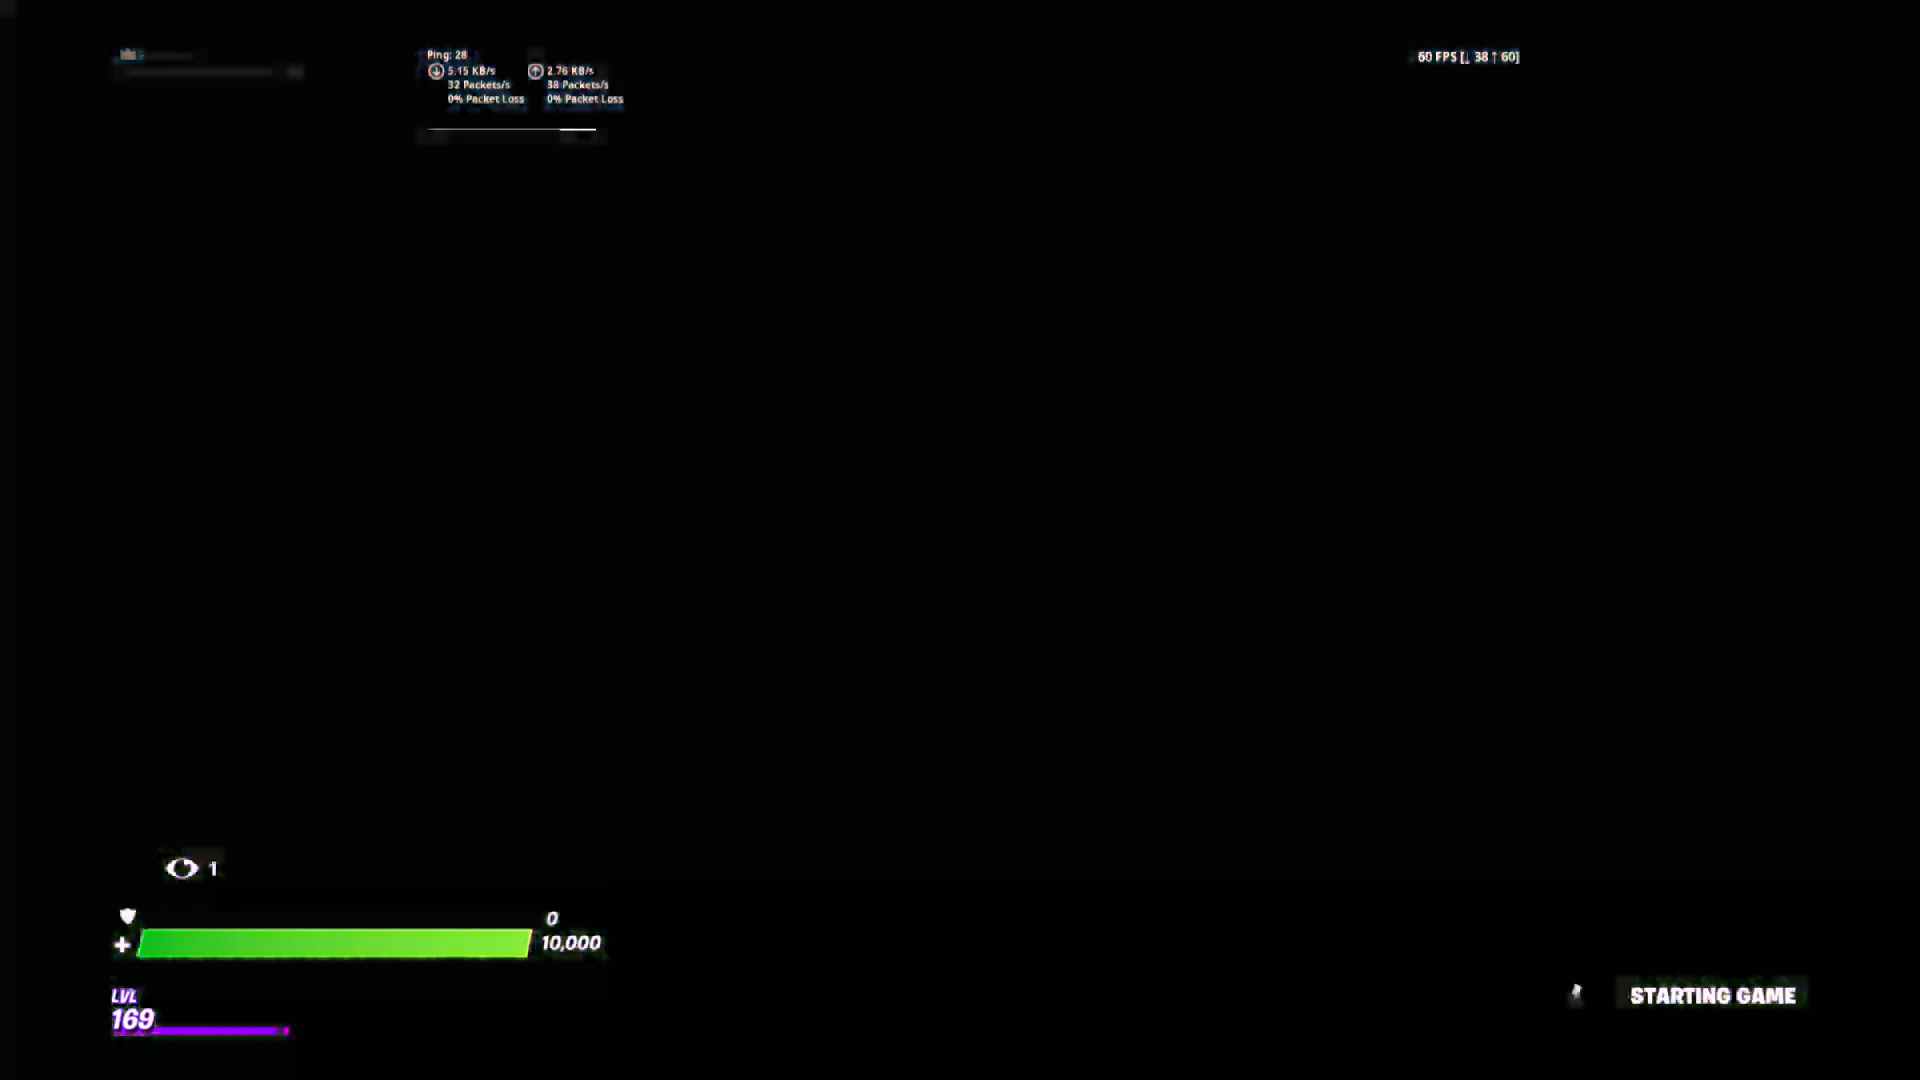 Ping: 28
5.15 KB/s 2.76 KB/s
32 Packets/s 38 Packets/s
0% Packet Loss 0% Packet Loss
60 FPS [↓ 38 ↑ 60]
1
0
10,000
LVL
169
STARTING GAME